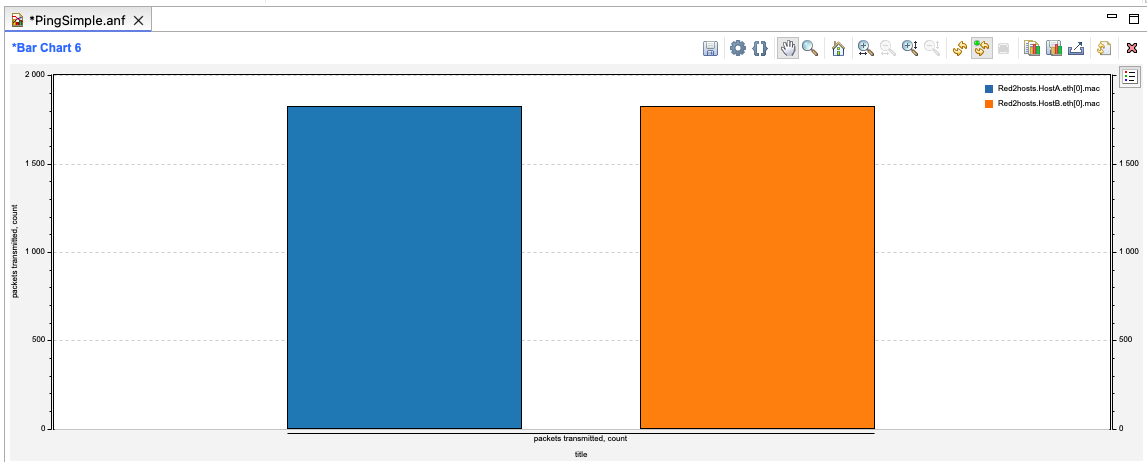 *PingSimple.anf
*Bar Chart 6
2 000
1 500
1 000
500
0
packets transmitted, count
Red2hosts.HostA.eth[0].mac
Red2hosts.HostB.eth[0].mac
1 500
1 000
500
0
packets transmitted, count
title